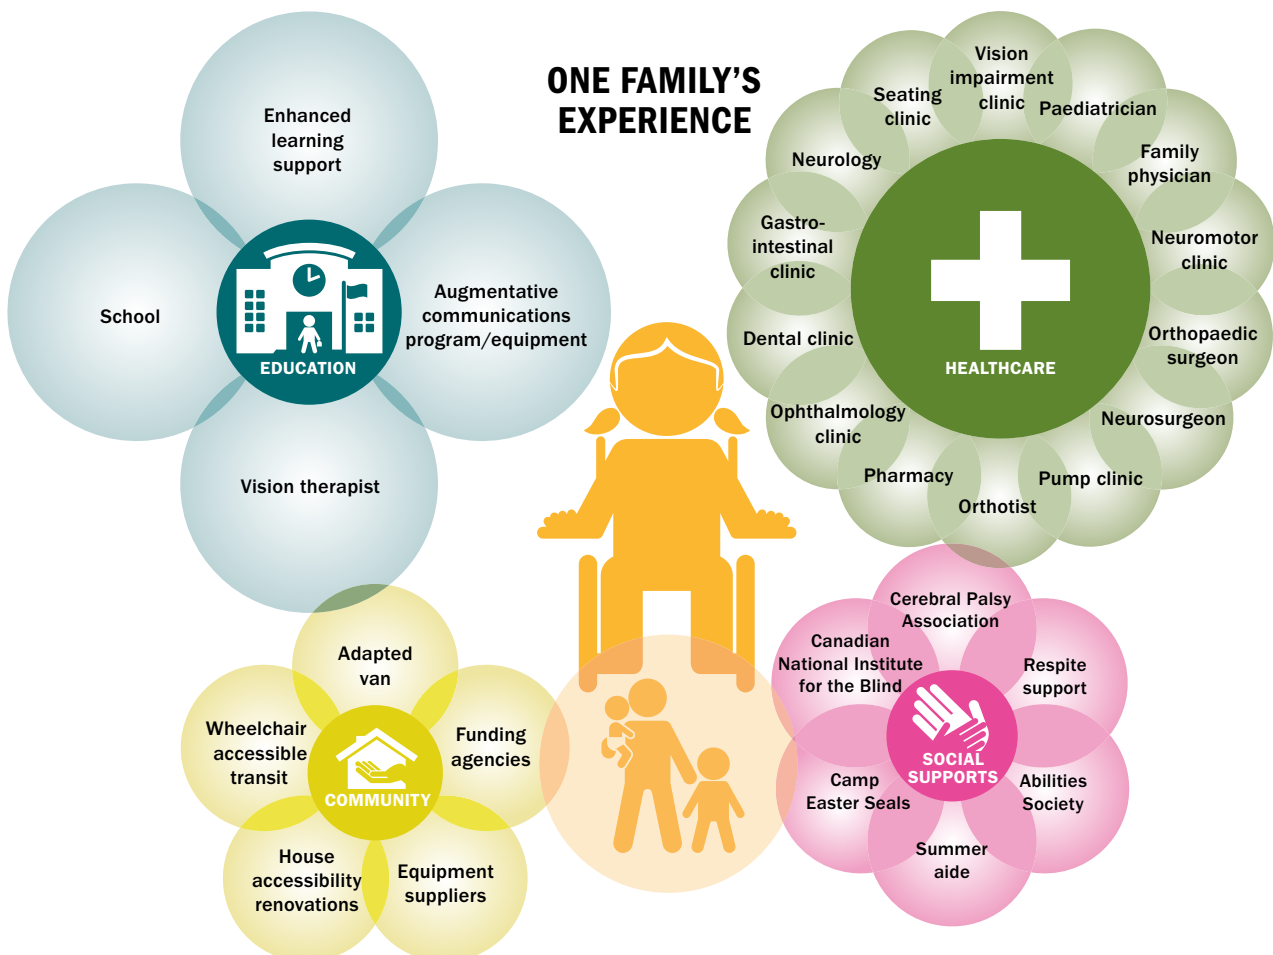 ONE FAMILY'S
EXPERIENCE
Enhanced
learning
support
School
Augmentative
communications
program/equipment
EDUCATION
Vision therapist
Vision
impairment
clinic
Seating
clinic
Paediatrician
Neurology
Family
physician
Gastro-
intestinal
clinic
Neuromotor
clinic
Dental clinic
Orthopaedic
surgeon
HEALTHCARE
Ophthalmology
clinic
Neurosurgeon
Pharmacy
Pump clinic
Orthotist
Adapted
van
Wheelchair
accessible
transit
Funding
agencies
COMMUNITY
House
accessibility
renovations
Equipment
suppliers
Cerebral Palsy
Association
Canadian
National Institute
for the Blind
Respite
support
SOCIAL
SUPPORTS
Camp
Easter Seals
Abilities
Society
Summer
aide